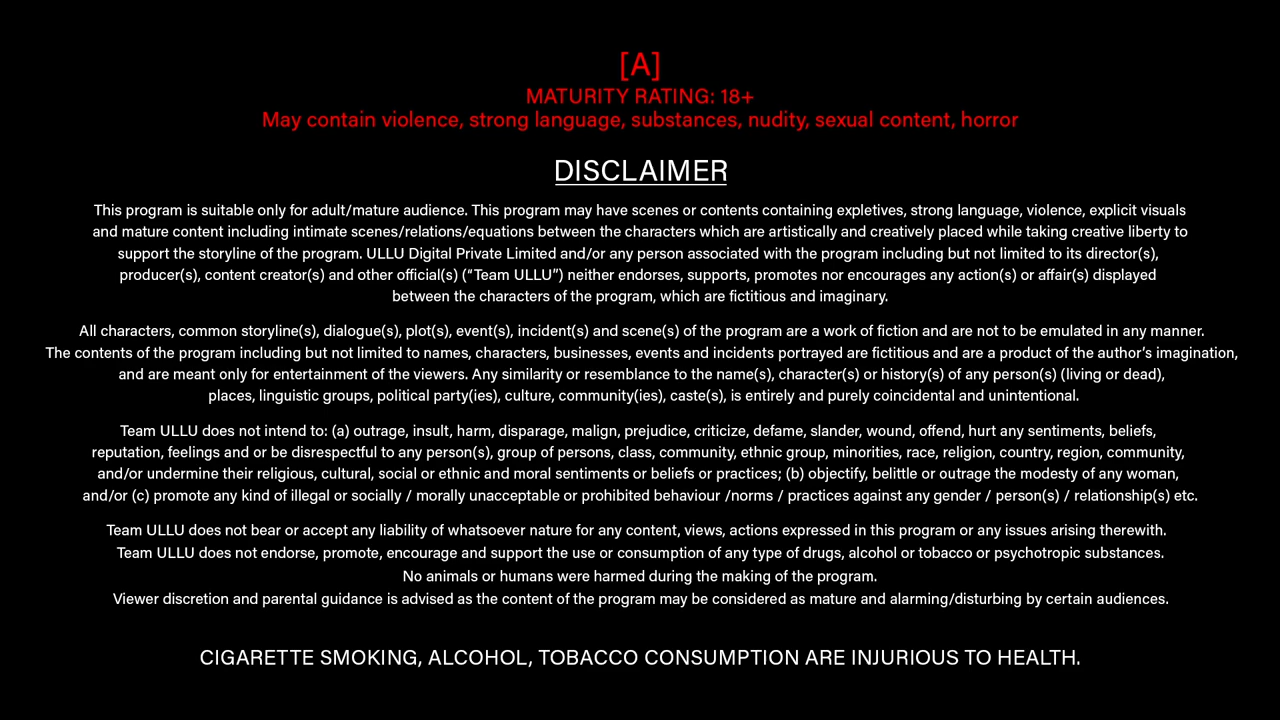 [A]
MATURITY RATING: 18+
May contain violence, strong language, substances, nudity, sexual content, horror
DISCLAIMER
This program is suitable only for adult/mature audience. This program may have scenes or contents containing expletives, strong language, violence, explicit visuals
and mature content including intimate scenes/relations/equations between the characters which are artistically and creatively placed while taking creative liberty to
support the storyline of the program. ULLU Digital Private Limited and/or any person associated with the program including but not limited to its director(s),
producer(s), content creator(s) and other official(s) (“Team ULLU”) neither endorses, supports, promotes nor encourages any action(s) or affair(s) displayed
between the characters of the program, which are fictitious and imaginary.
All characters, common storyline(s), dialogue(s), plot(s), event(s), incident(s) and scene(s) of the program are a work of fiction and are not to be emulated in any manner.
The contents of the program including but not limited to names, characters, businesses, events and incidents portrayed are fictitious and are a product of the author’s imagination,
and are meant only for entertainment of the viewers. Any similarity or resemblance to the name(s), character(s) or history(s) of any person(s) (living or dead),
places, linguistic groups, political party(ies), culture, community(ies), caste(s), is entirely and purely coincidental and unintentional.
Team ULLU does not intend to: (a) outrage, insult, harm, disparage, malign, prejudice, criticize, defame, slander, wound, offend, hurt any sentiments, beliefs,
reputation, feelings and or be disrespectful to any person(s), group of persons, class, community, ethnic group, minorities, race, religion, country, region, community,
and/or undermine their religious, cultural, social or ethnic and moral sentiments or beliefs or practices; (b) objectify, belittle or outrage the modesty of any woman,
and/or (c) promote any kind of illegal or socially / morally unacceptable or prohibited behaviour /norms / practices against any gender / person(s) / relationship(s) etc.
Team ULLU does not bear or accept any liability of whatsoever nature for any content, views, actions expressed in this program or any issues arising therewith.
Team ULLU does not endorse, promote, encourage and support the use or consumption of any type of drugs, alcohol or tobacco or psychotropic substances.
No animals or humans were harmed during the making of the program.
Viewer discretion and parental guidance is advised as the content of the program may be considered as mature and alarming/disturbing by certain audiences.
CIGARETTE SMOKING, ALCOHOL, TOBACCO CONSUMPTION ARE INJURIOUS TO HEALTH.